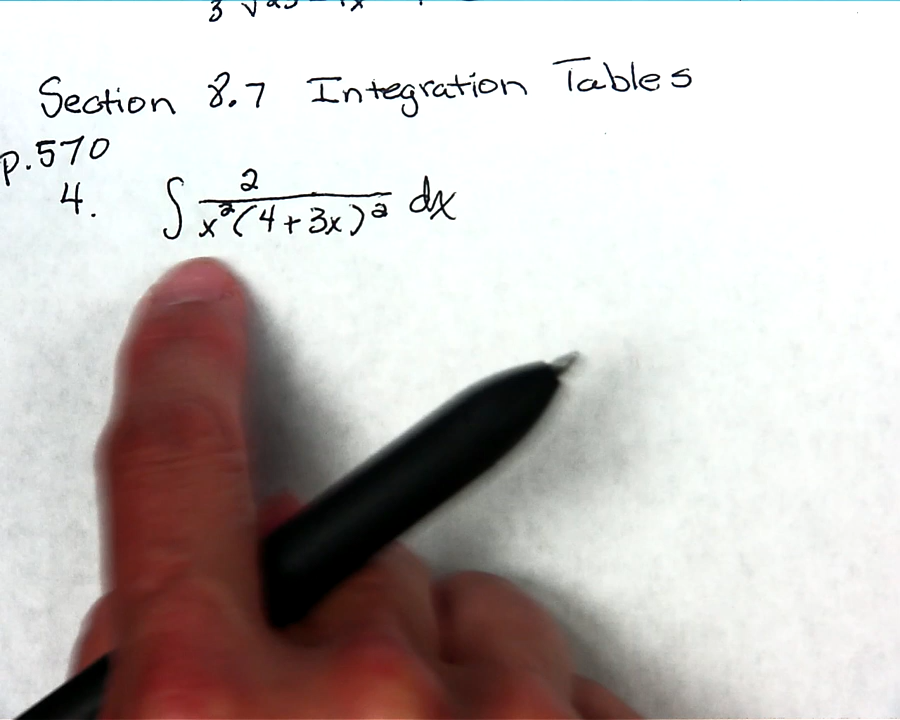 Section 8.7 Integration Tables
p.570
4. ∫ 2/(x²(4+3x)²) dx